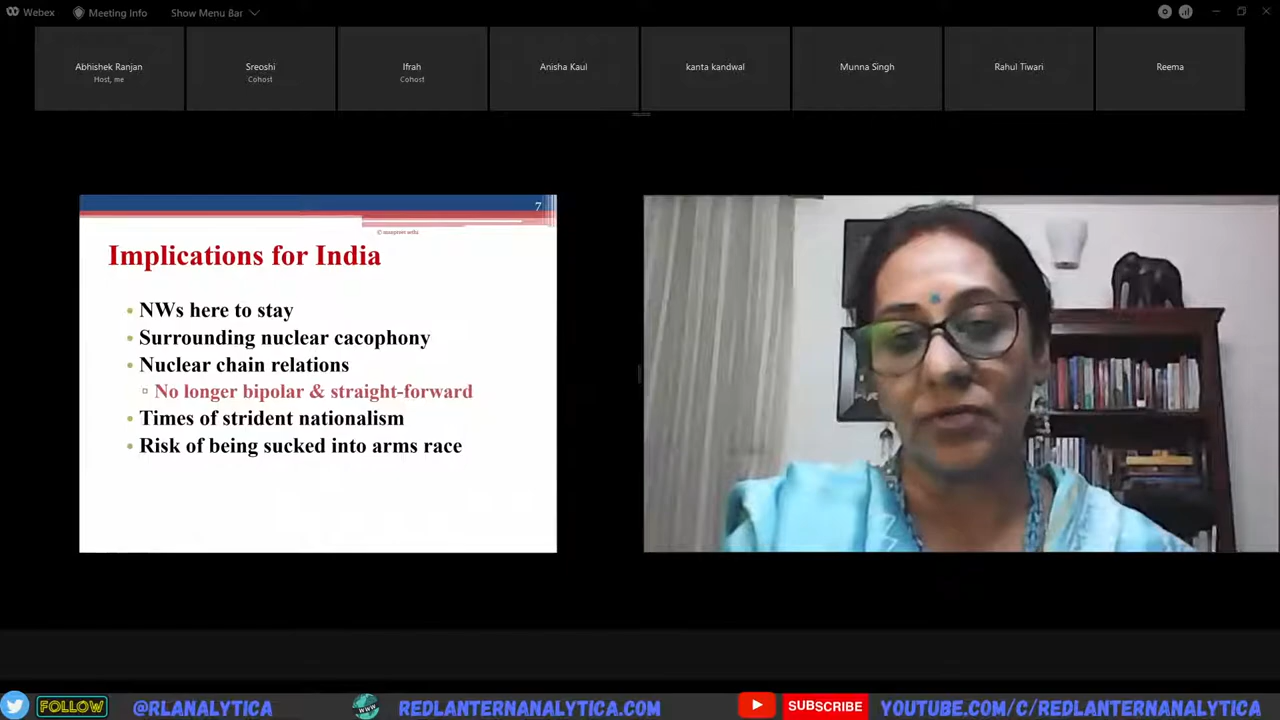 Webex
Meeting Info
Show Menu Bar
Abhishek Ranjan
Host, me
Sreoshi
Cohost
Ifrah
Cohost
Anisha Kaul
kanta kandwal
Munna Singh
Rahul Tiwari
Reema
7
© manpreet sethi
Implications for India
NWs here to stay
Surrounding nuclear cacophony
Nuclear chain relations
No longer bipolar & straight-forward
Times of strident nationalism
Risk of being sucked into arms race
FOLLOW
@RLANALYTICA
WWW
REDLANTERNANALYTICA.COM
SUBSCRIBE
YOUTUBE.COM/C/REDLANTERNANALYTICA